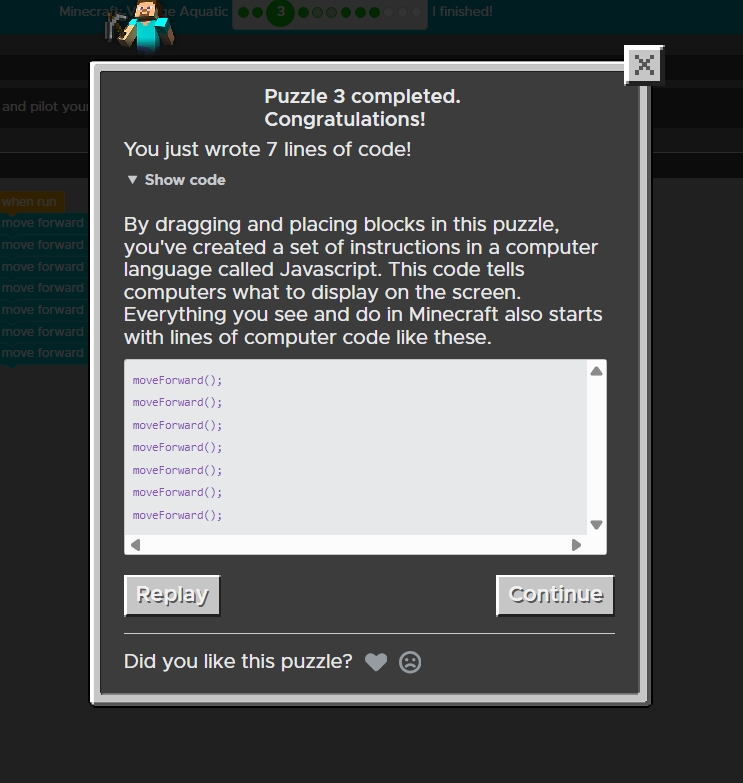 Minecraft: V he Aquatic 3 I finished!
Puzzle 3 completed.
Congratulations!
and pilot your
You just wrote 7 lines of code!
▼ Show code
when run
move forward
move forward
move forward
move forward
move forward
move forward
move forward
By dragging and placing blocks in this puzzle,
you've created a set of instructions in a computer
language called Javascript. This code tells
computers what to display on the screen.
Everything you see and do in Minecraft also starts
with lines of computer code like these.
moveForward();
moveForward();
moveForward();
moveForward();
moveForward();
moveForward();
moveForward();
Replay
Continue
Did you like this puzzle?